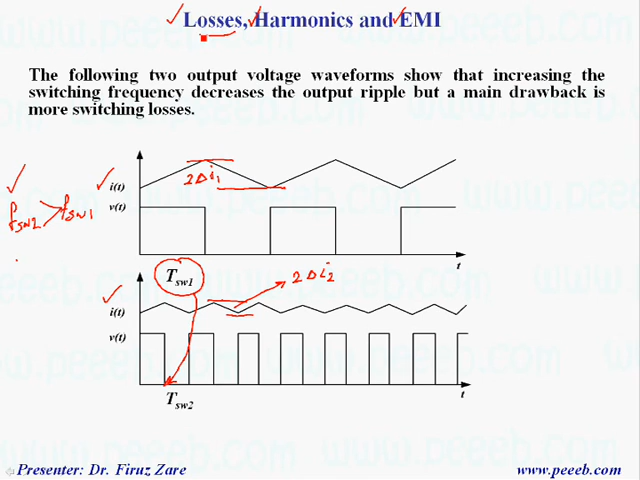 Losses, Harmonics and EMI
The following two output voltage waveforms show that increasing the
switching frequency decreases the output ripple but a main drawback is
more switching losses.
i(t)
2Δi1
v(t)
fsw2 > fsw1
t
Tsw1
2Δi2
i(t)
v(t)
t
Tsw2
Presenter: Dr. Firuz Zare
www.peeeb.com